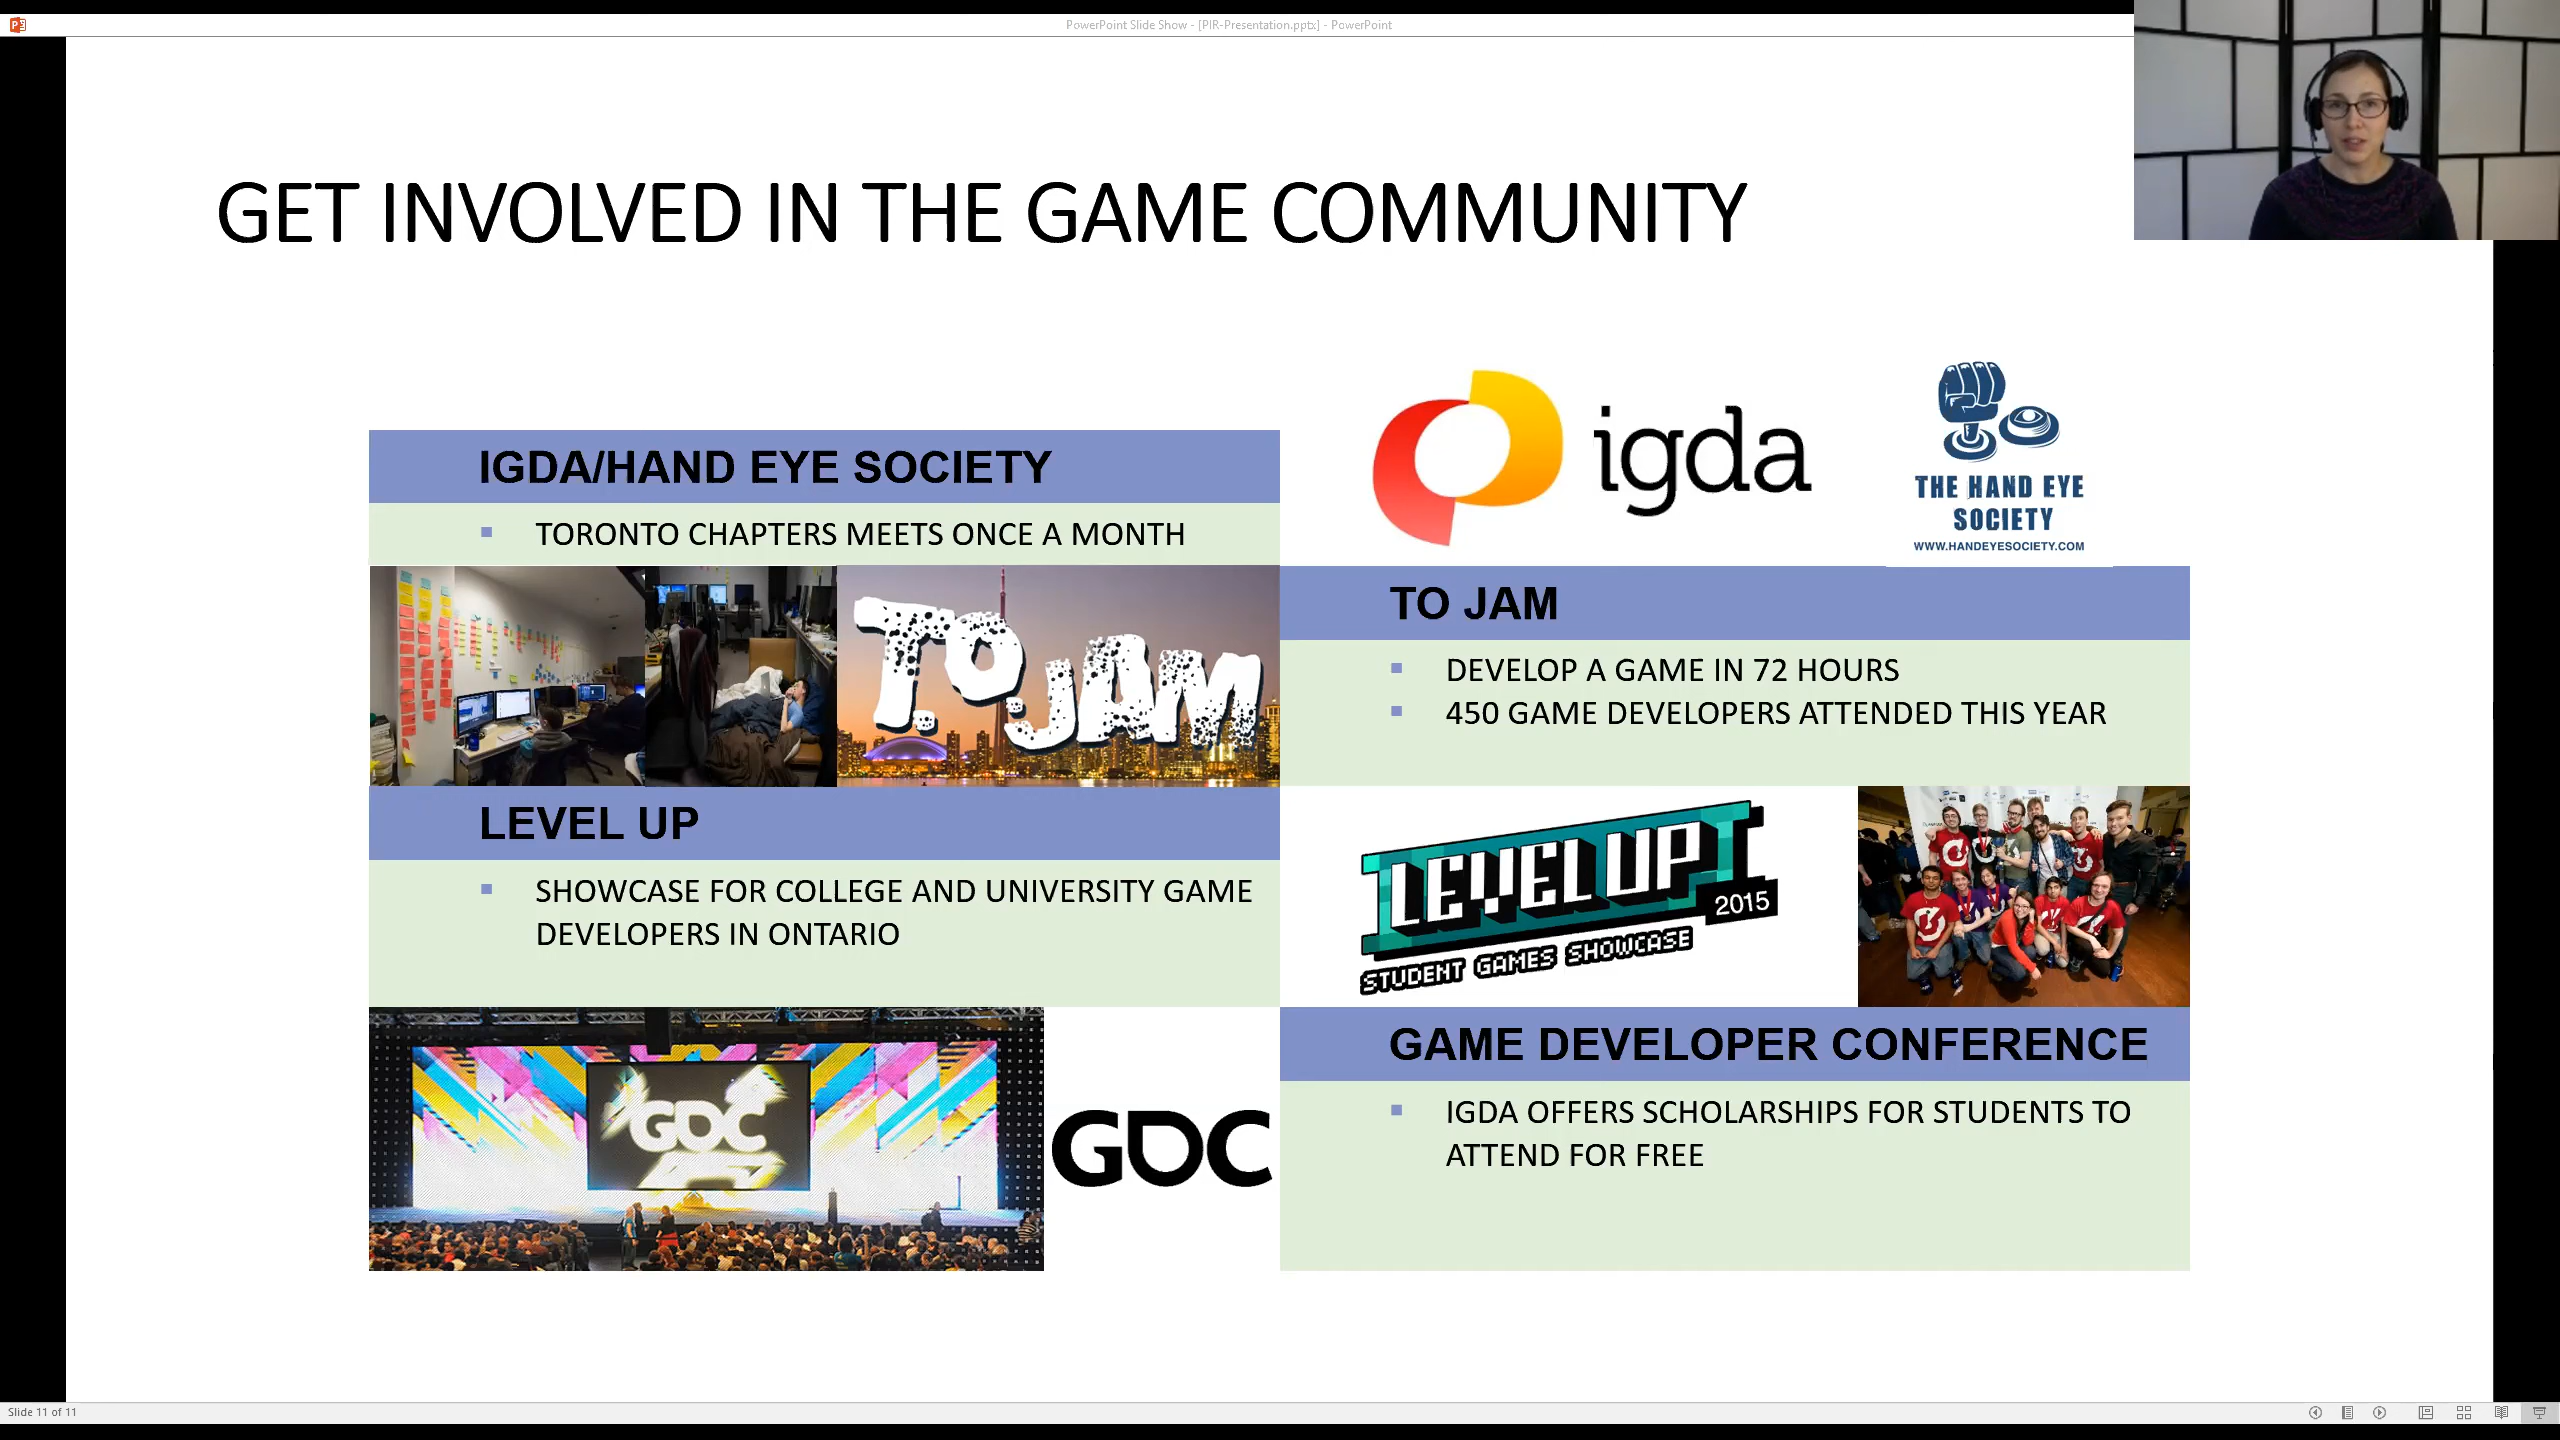 PowerPoint Slide Show - [PIR-Presentation.pptx] - PowerPoint
GET INVOLVED IN THE GAME COMMUNITY
IGDA/HAND EYE SOCIETY
TORONTO CHAPTERS MEETS ONCE A MONTH
igda
THE HAND EYE
SOCIETY
WWW.HANDEYESOCIETY.COM
T.O.JAM
TO JAM
DEVELOP A GAME IN 72 HOURS
450 GAME DEVELOPERS ATTENDED THIS YEAR
LEVEL UP
SHOWCASE FOR COLLEGE AND UNIVERSITY GAME
DEVELOPERS IN ONTARIO
LEVEL UP
2015
STUDENT GAMES SHOWCASE
GDC
GDC
GAME DEVELOPER CONFERENCE
IGDA OFFERS SCHOLARSHIPS FOR STUDENTS TO
ATTEND FOR FREE
Slide 11 of 11